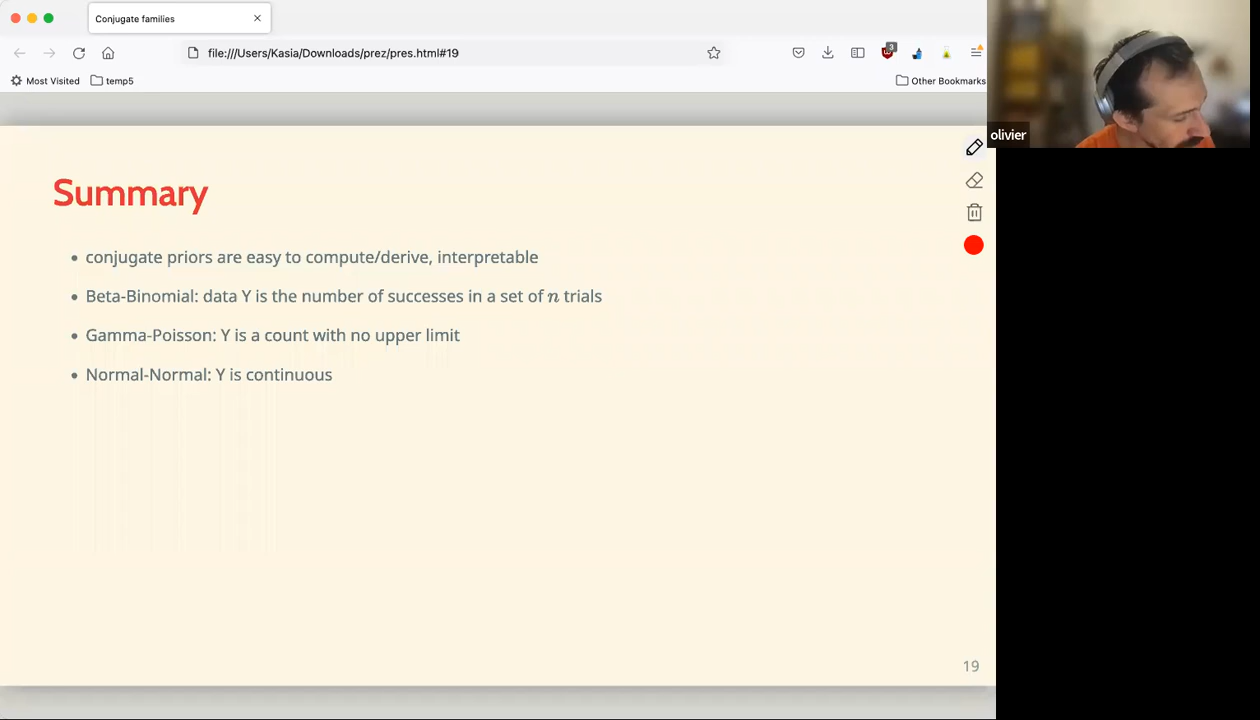 Conjugate families
file:///Users/Kasia/Downloads/prez/pres.html#19
3
Most Visited
temp5
Other Bookmarks
olivier
Summary
conjugate priors are easy to compute/derive, interpretable
Beta-Binomial: data Y is the number of successes in a set of n trials
Gamma-Poisson: Y is a count with no upper limit
Normal-Normal: Y is continuous
19